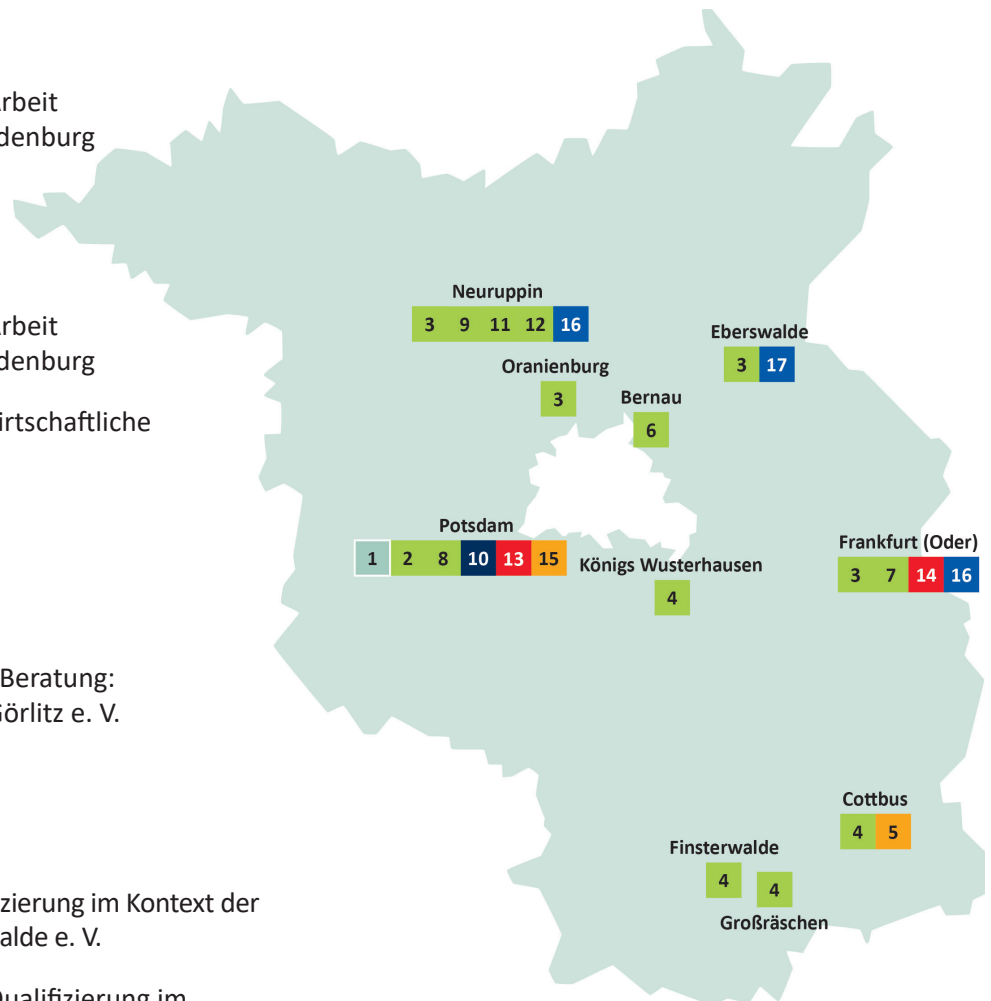 rbeit
denburg
rbeit
denburg
irtschaftliche
Beratung:
Görlitz e. V.
zierung im Kontext der
alde e. V.
Qualifizierung im
Neuruppin
3 9 11 12 16
Eberswalde
3 17
Oranienburg
3
Bernau
6
Potsdam
1 2 8 10 13 15
Königs Wusterhausen
4
Frankfurt (Oder)
3 7 14 16
Cottbus
4 5
Finsterwalde
4
4
Großräschen